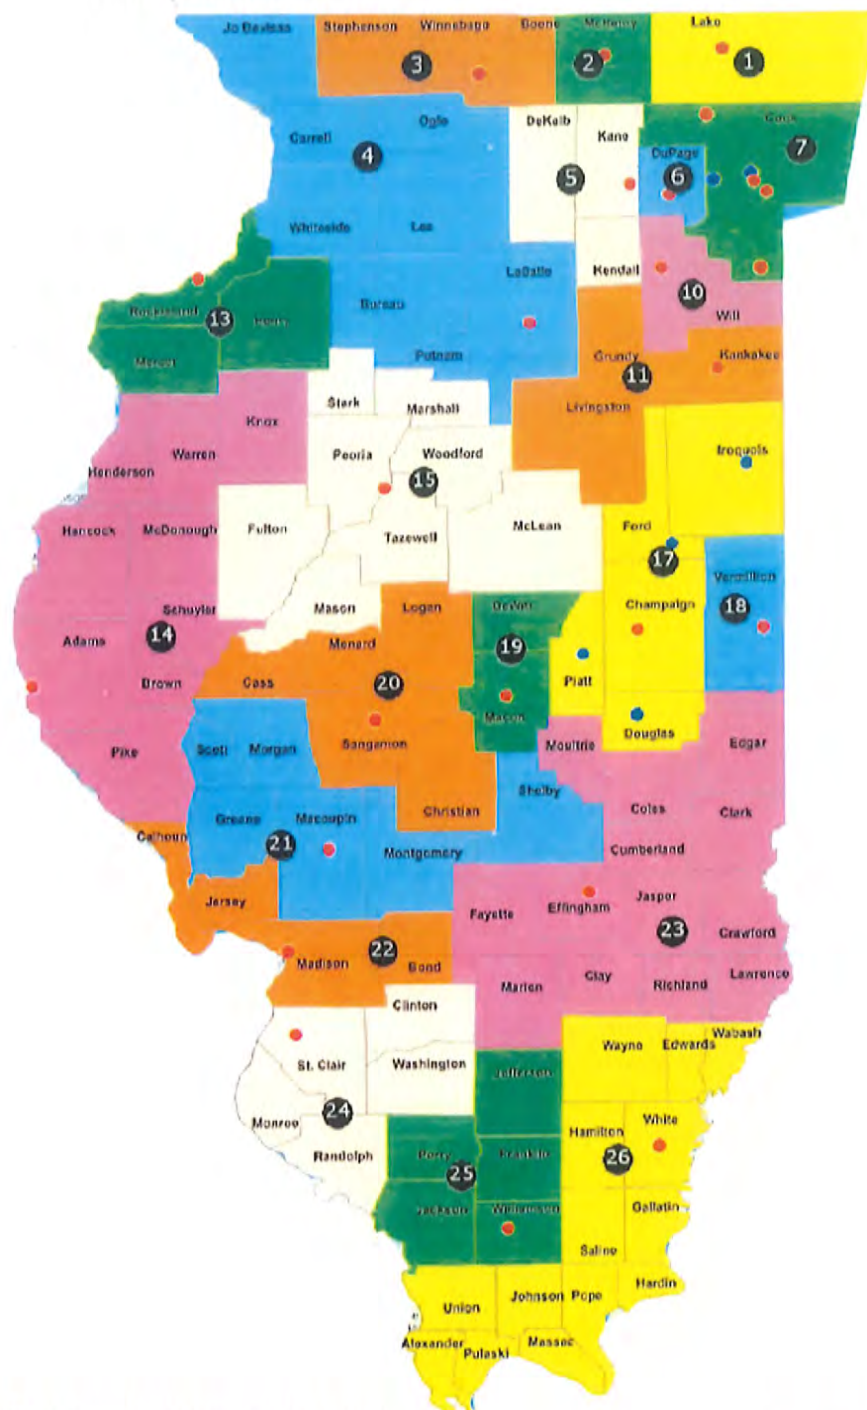 Jo Daviess
Stephenson
Winnebago
Boone
McHenry
Lake
3
2
1
Carroll
Ogle
4
DeKalb
Kane
5
DuPage
6
Cook
7
Whiteside
Lee
Kendall
LaSalle
Bureau
Putnam
10
Will
Rock Island
13
Henry
Mercer
Grundy
Kankakee
11
Livingston
Stark
Marshall
Knox
Warren
Henderson
Peoria
Woodford
15
Iroquois
Hancock
McDonough
Fulton
Tazewell
McLean
Ford
17
Vermilion
18
Schuyler
14
Adams
Brown
Mason
Logan
Menard
DeWitt
19
Champaign
Cass
20
Macon
Piatt
Pike
Scott
Morgan
Sangamon
Moultrie
Douglas
Edgar
Greene
Macoupin
Christian
Shelby
Coles
Clark
Calhoun
21
Montgomery
Cumberland
Jersey
Fayette
Effingham
Jasper
23
Crawford
22
Madison
Bond
Marion
Clay
Richland
Lawrence
Clinton
St. Clair
Washington
Jefferson
Wayne
Edwards
Wabash
24
Monroe
Randolph
Perry
25
Franklin
Hamilton
White
26
Jackson
Williamson
Gallatin
Saline
Union
Johnson
Pope
Hardin
Alexander
Pulaski
Massac